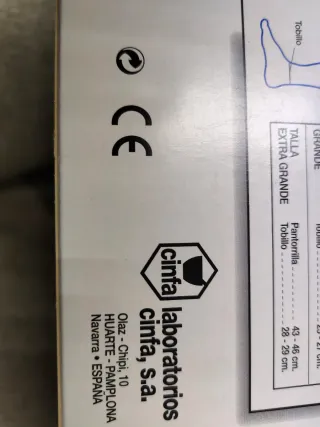 Tobillo
GRANDE
TALLA
EXTRA GRANDE
Pantorrilla
43 - 46 cm.
Tobillo
28 - 29 cm.
CE
cinfa
laboratorios
cinfa, s.a.
Olaz - Chipi, 10
HUARTE - PAMPLONA
Navarra • ESPAÑA